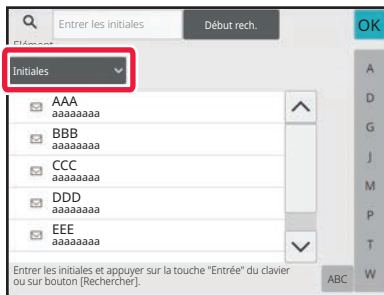 Entrer les initiales
Début rech.
OK
Elément
Initiales
AAA
aaaaaaaa
BBB
aaaaaaaa
CCC
aaaaaaaa
DDD
aaaaaaaa
EEE
aaaaaaaa
A
D
G
J
M
P
T
W
Entrer les initiales et appuyer sur la touche "Entrée" du clavier
ou sur bouton [Rechercher].
ABC